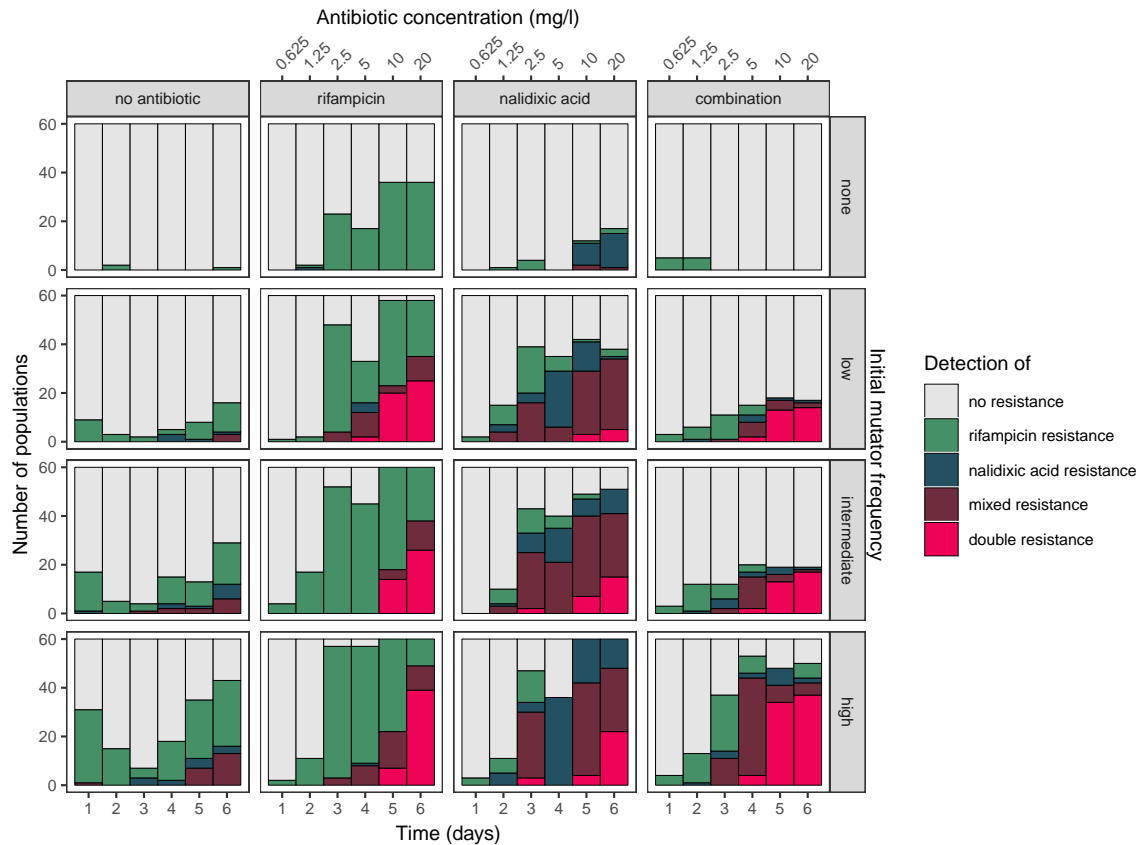 Antibiotic concentration (mg/l)
0.625 1.25 2.5 5 10 20 0.625 1.25 2.5 5 10 20 0.625 1.25 2.5 5 10 20
no antibiotic rifampicin nalidixic acid combination
60
40
20
0
none
60
40
20
0
low
60
40
20
0
intermediate
60
40
20
0
high
Number of populations
Initial mutator frequency
1 2 3 4 5 6 1 2 3 4 5 6 1 2 3 4 5 6 1 2 3 4 5 6
Time (days)
Detection of
no resistance
rifampicin resistance
nalidixic acid resistance
mixed resistance
double resistance